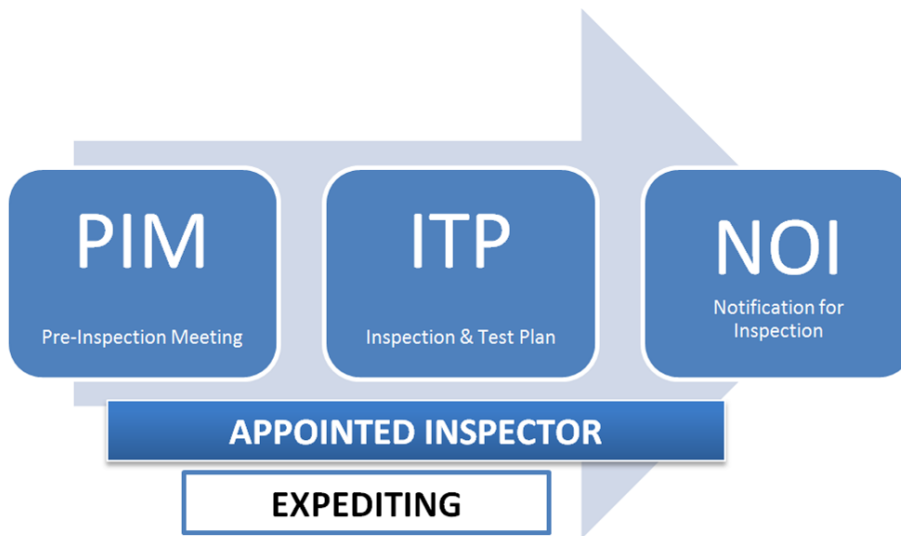 PIM
Pre-Inspection Meeting
ITP
Inspection & Test Plan
NOI
Notification for
Inspection
APPOINTED INSPECTOR
EXPEDITING